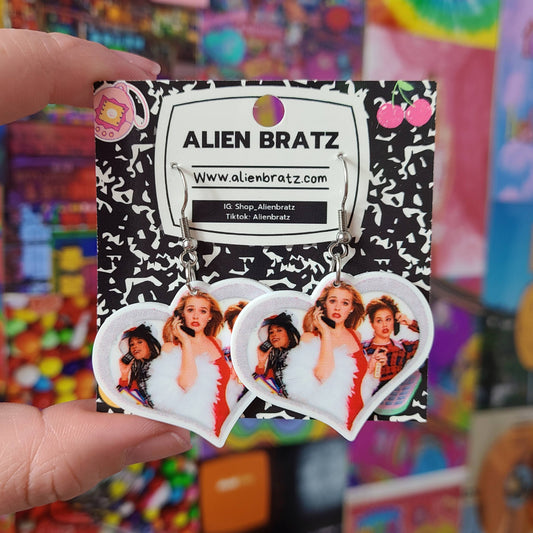 ALIEN BRATZ
Www.alienbratz.com
IG: Shop_Alienbratz
Tiktok: Alienbratz